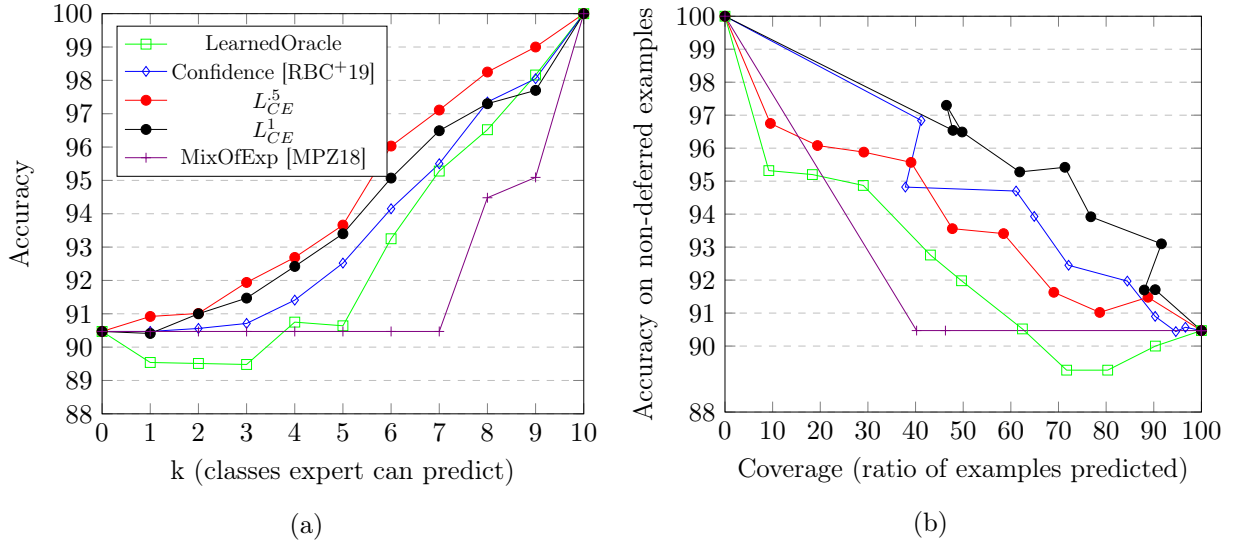 100
99
98
97
96
95
94
93
92
91
90
89
88
Accuracy
LearnedOracle
Confidence [RBC+19]
L.5CE
L1CE
MixOfExp [MPZ18]
0 1 2 3 4 5 6 7 8 9 10
k (classes expert can predict)
(a)
100
98
97
96
95
94
93
92
91
90
88
Accuracy on non-deferred examples
0 10 20 30 40 50 60 70 80 90 100
Coverage (ratio of examples predicted)
(b)